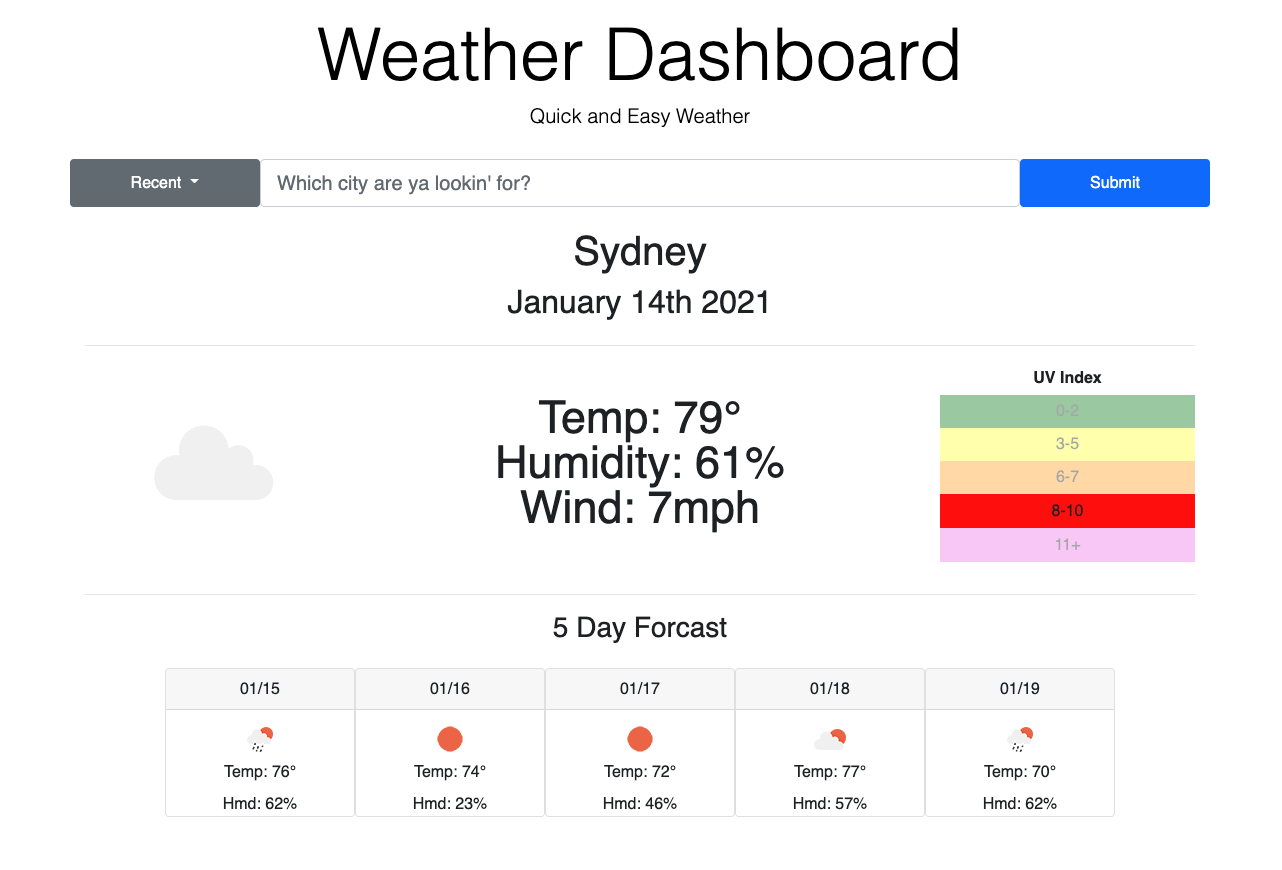 Weather Dashboard
Quick and Easy Weather
Recent
Which city are ya lookin' for?
Submit
Sydney
January 14th 2021
UV Index
0-2
3-5
6-7
8-10
11+
Temp: 79°
Humidity: 61%
Wind: 7mph
5 Day Forcast
01/15
01/16
01/17
01/18
01/19
Temp: 76°
Temp: 74°
Temp: 72°
Temp: 77°
Temp: 70°
Hmd: 62%
Hmd: 23%
Hmd: 46%
Hmd: 57%
Hmd: 62%